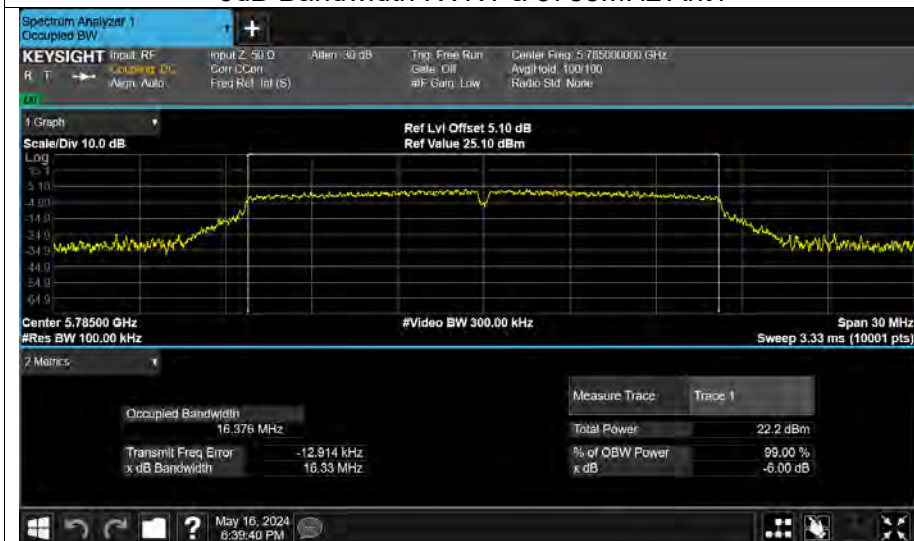 Spectrum Analyzer 1
Occupied BW
+
KEYSIGHT Input: RF Input Z: 50 Ω Atten: 30 dB Trig: Free Run Center Freq: 5.785000000 GHz
R T Coupling: DC Corr CCorr Gate: Off Avg|Hold: 100/100
Align: Auto Freq Ref: Int (S) #IF Gain: Low Radio Std: None
1 Graph
Ref Lvl Offset 5.10 dB
Scale/Div 10.0 dB Ref Value 25.10 dBm
Log
15.1
5.10
-4.90
-14.9
-24.9
-34.9
-44.9
-54.9
-64.9
Center 5.78500 GHz #Video BW 300.00 kHz Span 30 MHz
#Res BW 100.00 kHz Sweep 3.33 ms (10001 pts)
2 Metrics
Measure Trace Trace 1
Occupied Bandwidth
16.376 MHz Total Power 22.2 dBm
Transmit Freq Error -12.914 kHz % of OBW Power 99.00 %
x dB Bandwidth 16.33 MHz x dB -6.00 dB
? May 16, 2024
6:39:40 PM